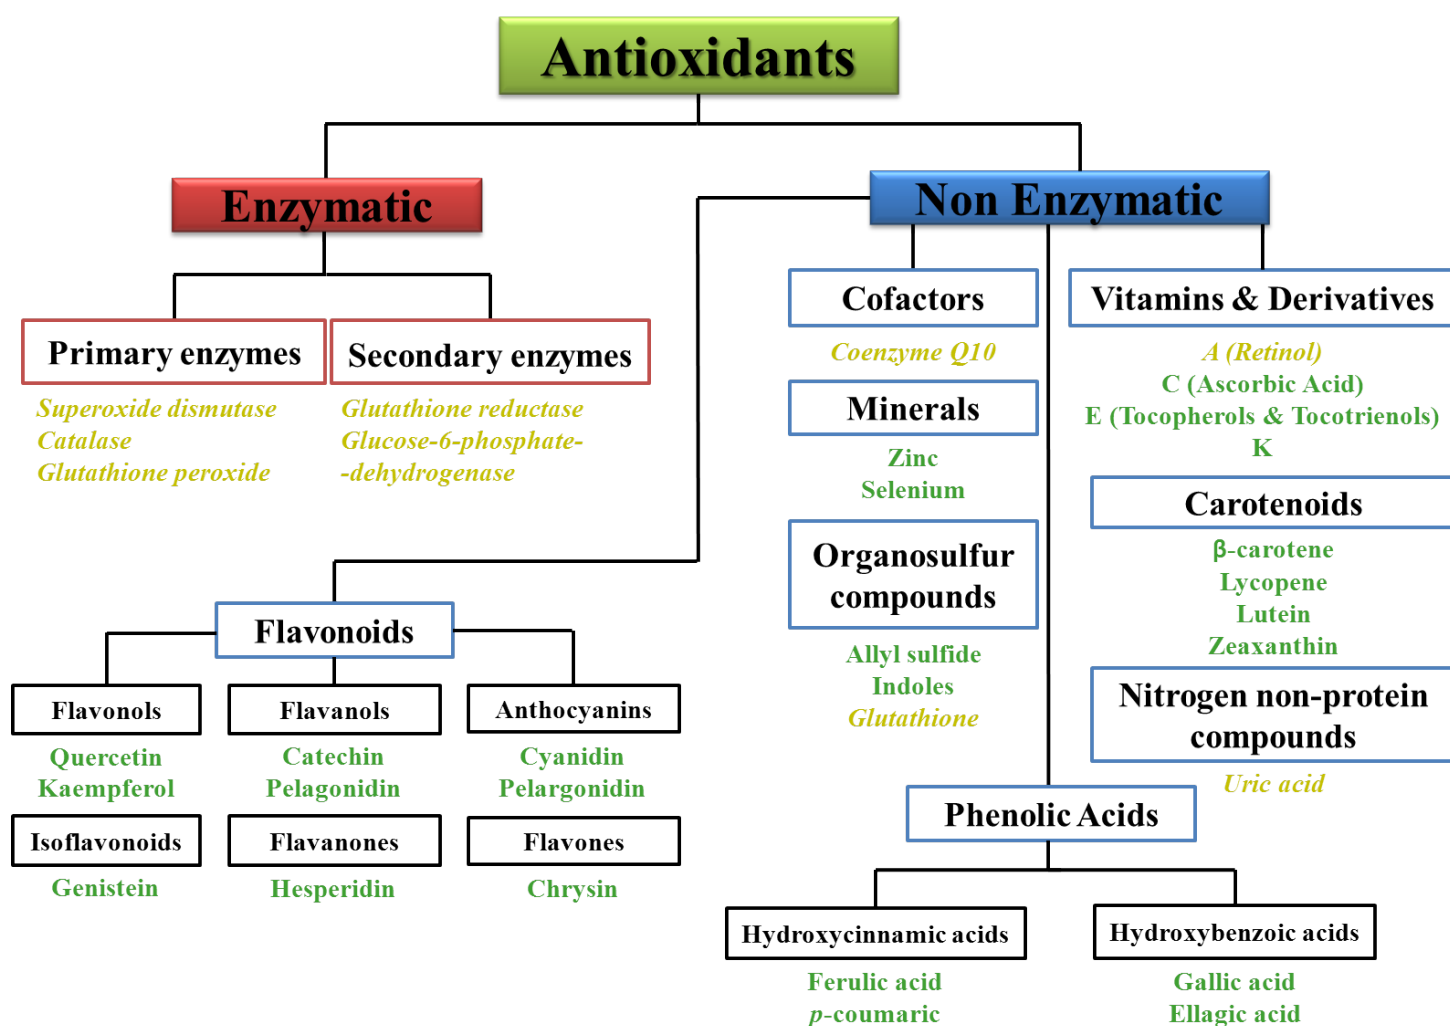 Antioxidants
Enzymatic
Non Enzymatic
Primary enzymes
Superoxide dismutase
Catalase
Glutathione peroxide
Secondary enzymes
Glutathione reductase
Glucose-6-phosphate-
-dehydrogenase
Cofactors
Coenzyme Q10
Minerals
Zinc
Selenium
Organosulfur
compounds
Allyl sulfide
Indoles
Glutathione
Vitamins & Derivatives
A (Retinol)
C (Ascorbic Acid)
E (Tocopherols & Tocotrienols)
K
Carotenoids
β-carotene
Lycopene
Lutein
Zeaxanthin
Nitrogen non-protein
compounds
Uric acid
Flavonoids
Flavonols
Quercetin
Kaempferol
Flavanols
Catechin
Pelagonidin
Anthocyanins
Cyanidin
Pelargonidin
Isoflavonoids
Genistein
Flavanones
Hesperidin
Flavones
Chrysin
Phenolic Acids
Hydroxycinnamic acids
Ferulic acid
p-coumaric
Hydroxybenzoic acids
Gallic acid
Ellagic acid